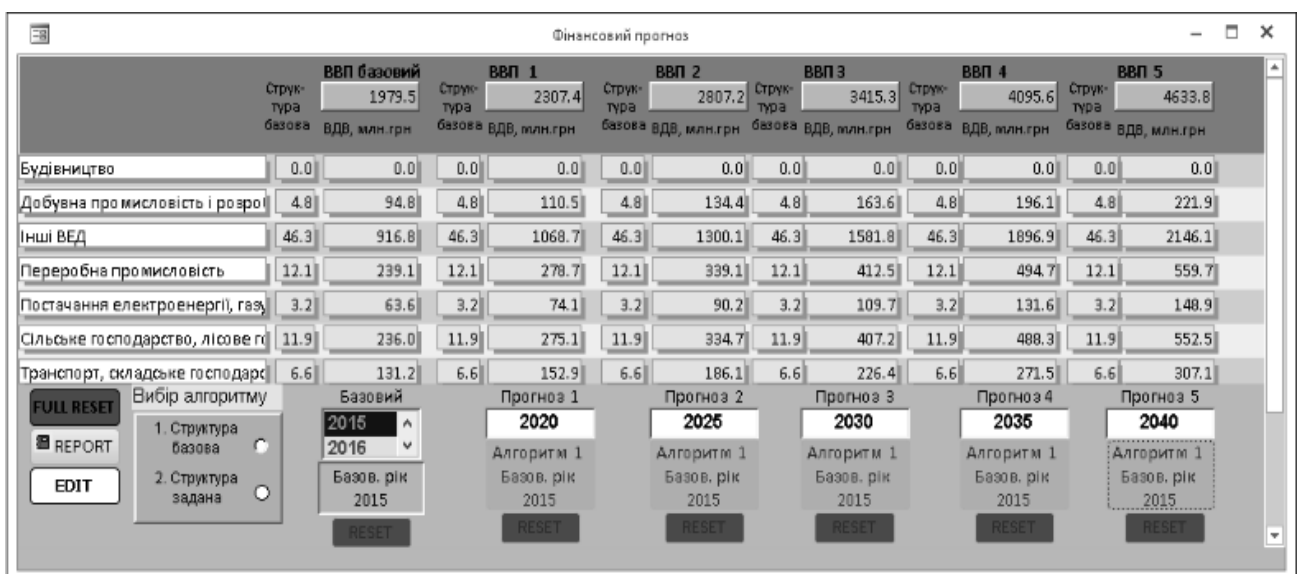 Фінансовий прогноз
ВВП базовий ВВП 1 ВВП 2 ВВП 3 ВВП 4 ВВП 5
Струк- 1979.5 Струк- 2307.4 Струк- 2807.2 Струк- 3415.3 Струк- 4095.6 Струк- 4633.8
тура тура тура тура тура тура
базова ВДВ, млн.грн базова ВДВ, млн.грн базова ВДВ, млн.грн базова ВДВ, млн.грн базова ВДВ, млн.грн базова ВДВ, млн.грн
Будівництво 0.0 0.0 0.0 0.0 0.0 0.0 0.0 0.0 0.0 0.0 0.0 0.0
Добувна промисловість і розро 4.8 94.8 4.8 110.5 4.8 134.4 4.8 163.6 4.8 196.1 4.8 221.9
Інші ВЕД 46.3 916.8 46.3 1068.7 46.3 1300.1 46.3 1581.8 46.3 1896.9 46.3 2146.1
Переробна промисловість 12.1 239.1 12.1 278.7 12.1 339.1 12.1 412.5 12.1 494.7 12.1 559.7
Постачання електроенергії, газу 3.2 63.6 3.2 74.1 3.2 90.2 3.2 109.7 3.2 131.6 3.2 148.9
Сільське господарство, лісове го 11.9 236.0 11.9 275.1 11.9 334.7 11.9 407.2 11.9 488.3 11.9 552.5
Транспорт, складське господарс 6.6 131.2 6.6 152.9 6.6 186.1 6.6 226.4 6.6 271.5 6.6 307.1
FULL RESET
REPORT
EDIT
Вибір алгоритму
1. Структура
базова
2. Структура
задана
Базовий Прогноз 1 Прогноз 2 Прогноз 3 Прогноз 4 Прогноз 5
2015 2020 2025 2030 2035 2040
2016
Алгоритм 1 Алгоритм 1 Алгоритм 1 Алгоритм 1 Алгоритм 1
Базов. рік Базов. рік Базов. рік Базов. рік Базов. рік Базов. рік
2015 2015 2015 2015 2015 2015
RESET RESET RESET RESET RESET RESET